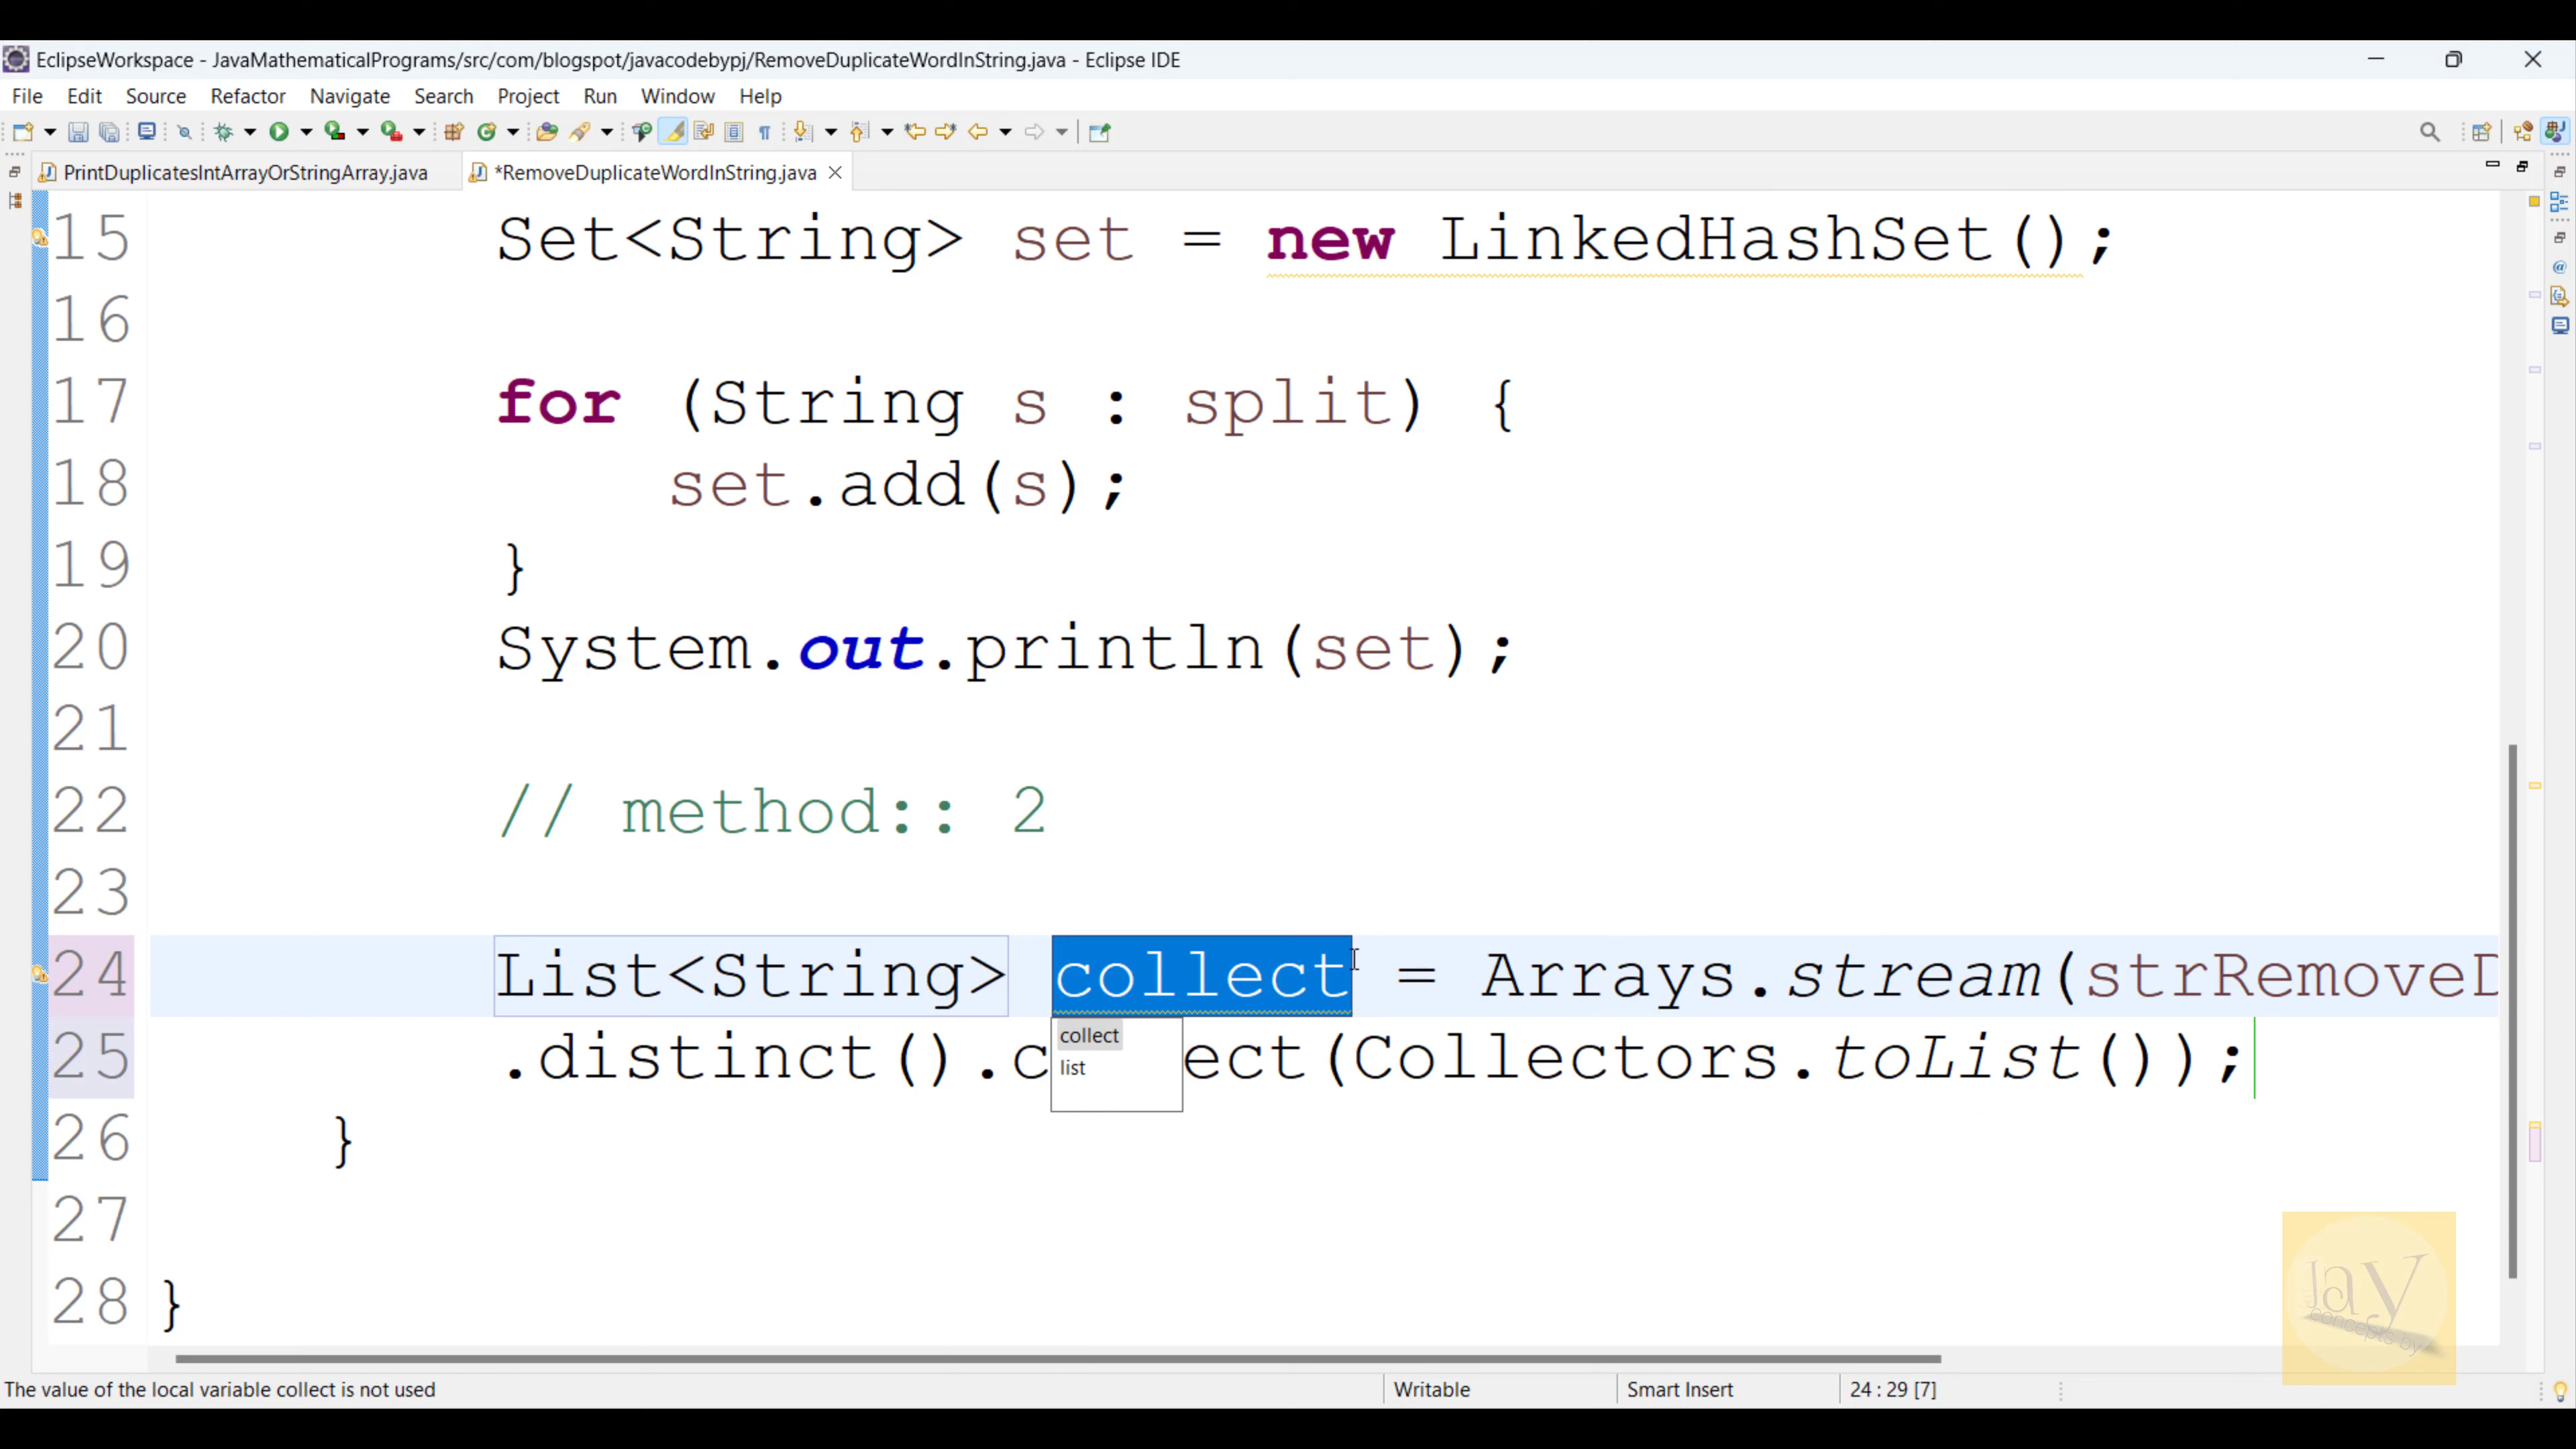 EclipseWorkspace - JavaMathematicalPrograms/src/com/blogspot/javacodebypj/RemoveDuplicateWordInString.java - Eclipse IDE
File Edit Source Refactor Navigate Search Project Run Window Help
PrintDuplicatesIntArrayOrStringArray.java *RemoveDuplicateWordInString.java
15 Set<String> set = new LinkedHashSet();
16
17 for (String s : split) {
18 set.add(s);
19 }
20 System.out.println(set);
21
22 // method:: 2
23
24 List<String> collect = Arrays.stream(strRemoveD
collect
25 .distinct().c ect(Collectors.toList());
list
26 }
27
28 }
Jay
concepts by
The value of the local variable collect is not used Writable Smart Insert 24 : 29 [7]